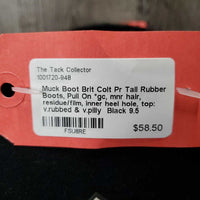 The Tack Collector
1001720-948
Muck Boot Brit Colt Pr Tall Rubber
Boots, Pull On *gc, mnr hair,
residue/film, inner heel hole, top:
v.rubbed & v.pilly Black 9.5
$58.50
FSU8RE